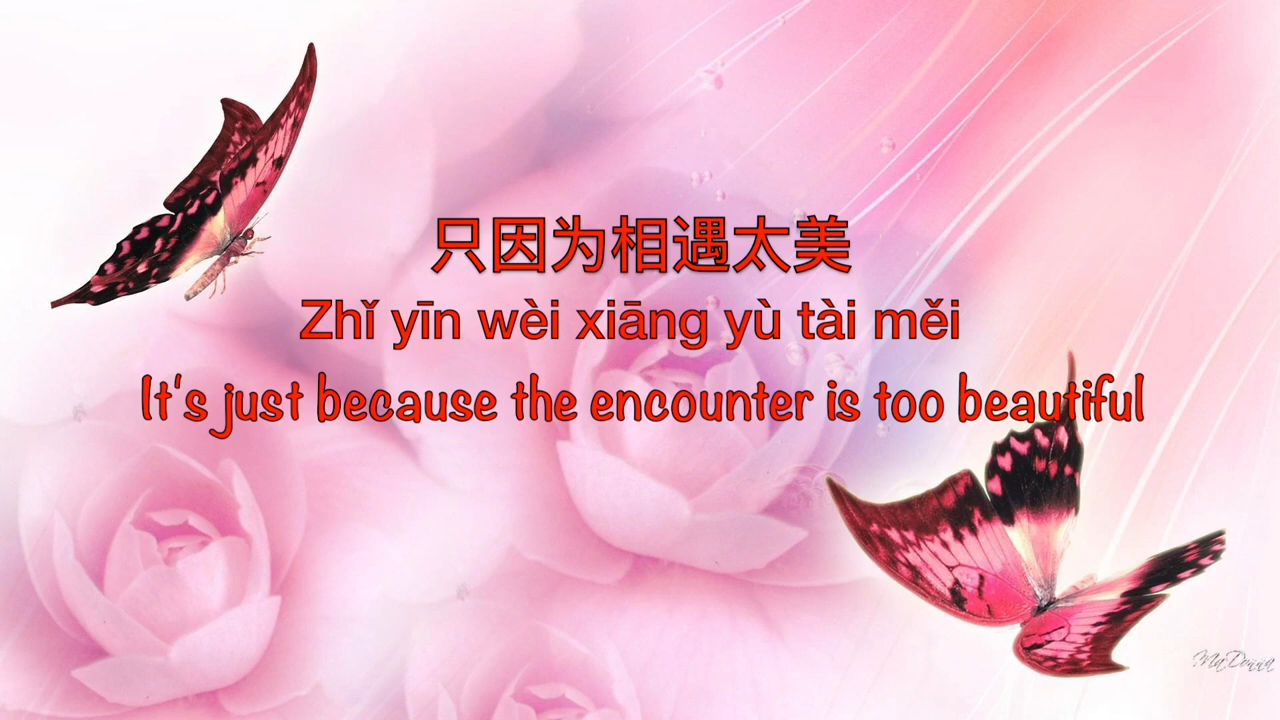 只因为相遇太美
Zhǐ yīn wèi xiāng yù tài měi
It's just because the encounter is too beautiful
MaDonna